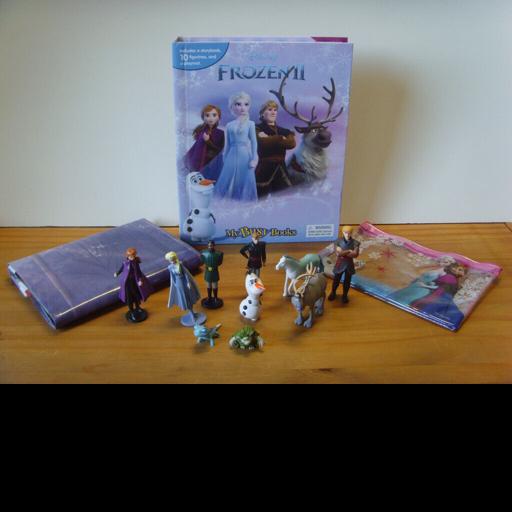 includes a storybook,
10 figurines, and
a playmat!
Disney
FROZEN II
My Busy Books